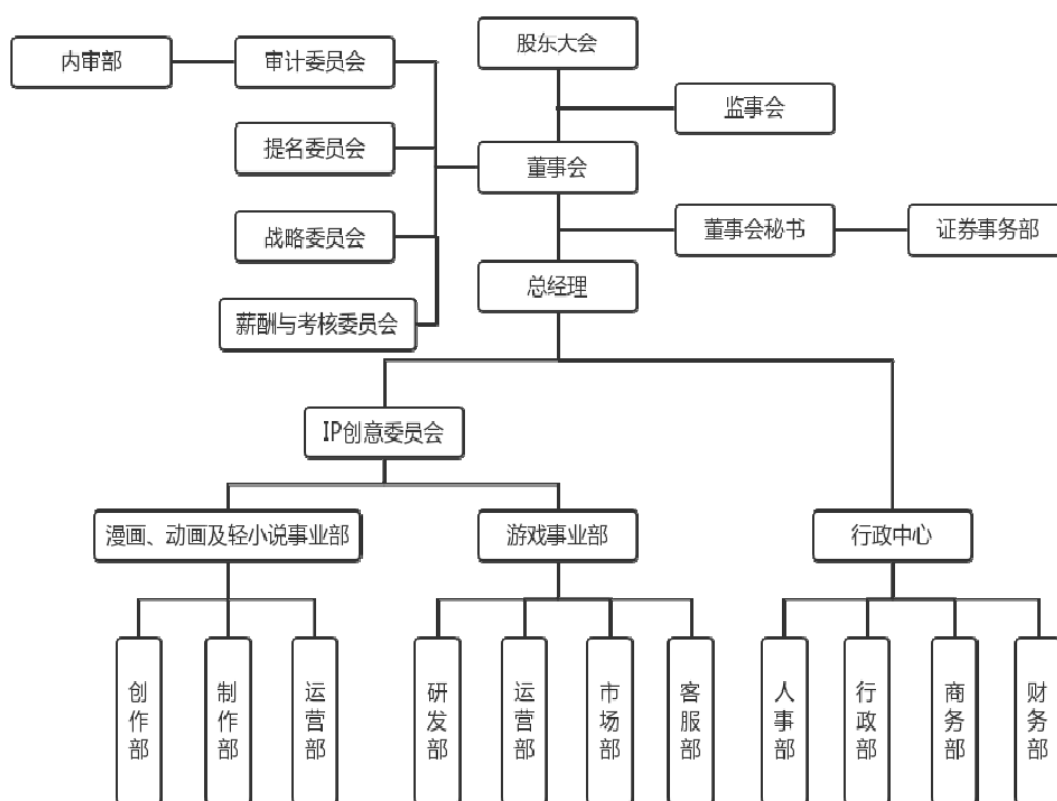 股东大会
内审部
审计委员会
监事会
提名委员会
董事会
战略委员会
董事会秘书
证券事务部
总经理
薪酬与考核委员会
IP创意委员会
漫画、动画及轻小说事业部
游戏事业部
行政中心
创作部
制作部
运营部
研发部
运营部
市场部
客服部
人事部
行政部
商务部
财务部